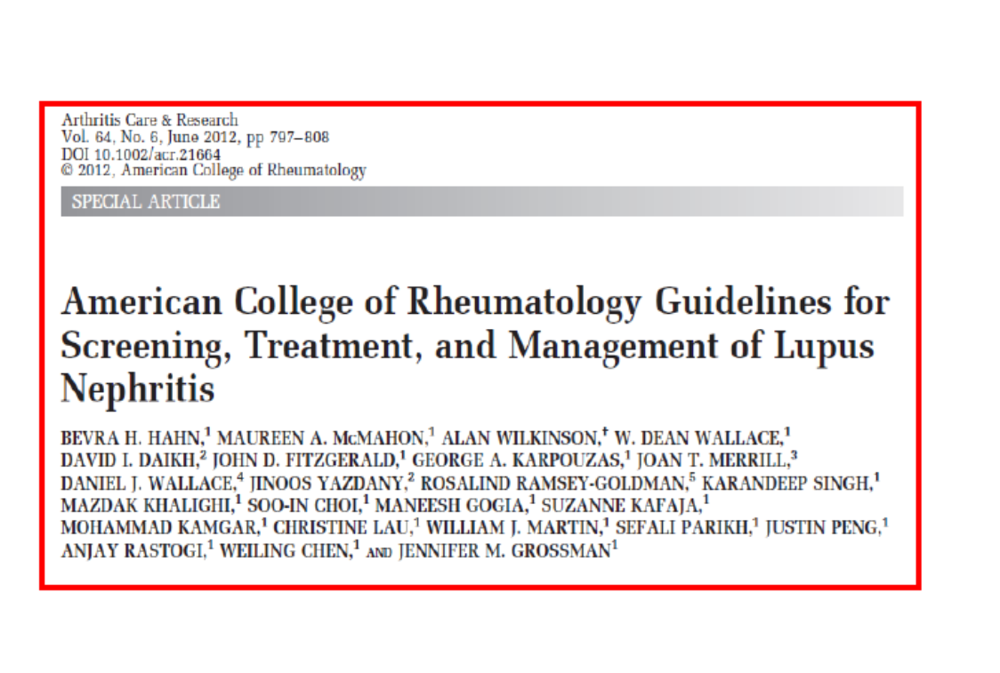 Arthritis Care & Research
Vol. 64, No. 6, June 2012, pp 797–808
DOI 10.1002/acr.21664
© 2012, American College of Rheumatology
SPECIAL ARTICLE
American College of Rheumatology Guidelines for
Screening, Treatment, and Management of Lupus
Nephritis
BEVRA H. HAHN,¹ MAUREEN A. McMAHON,¹ ALAN WILKINSON,† W. DEAN WALLACE,¹
DAVID I. DAIKH,² JOHN D. FITZGERALD,¹ GEORGE A. KARPOUZAS,¹ JOAN T. MERRILL,³
DANIEL J. WALLACE,⁴ JINOOS YAZDANY,² ROSALIND RAMSEY-GOLDMAN,⁵ KARANDEEP SINGH,¹
MAZDAK KHALIGHI,¹ SOO-IN CHOI,¹ MANEESH GOGIA,¹ SUZANNE KAFAJA,¹
MOHAMMAD KAMGAR,¹ CHRISTINE LAU,¹ WILLIAM J. MARTIN,¹ SEFALI PARIKH,¹ JUSTIN PENG,¹
ANJAY RASTOGI,¹ WEILING CHEN,¹ AND JENNIFER M. GROSSMAN¹